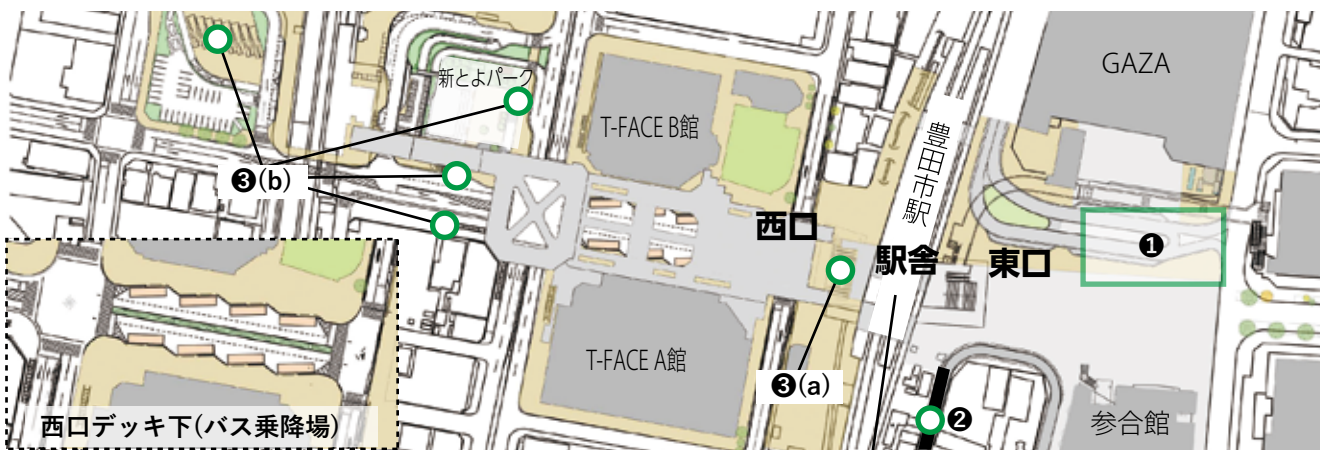 GAZA
新とよパーク
T-FACE B館
豊田市駅
❸(b)
西口
駅舎
東口
❶
T-FACE A館
❸(a)
❷
参合館
西口デッキ下(バス乗降場)